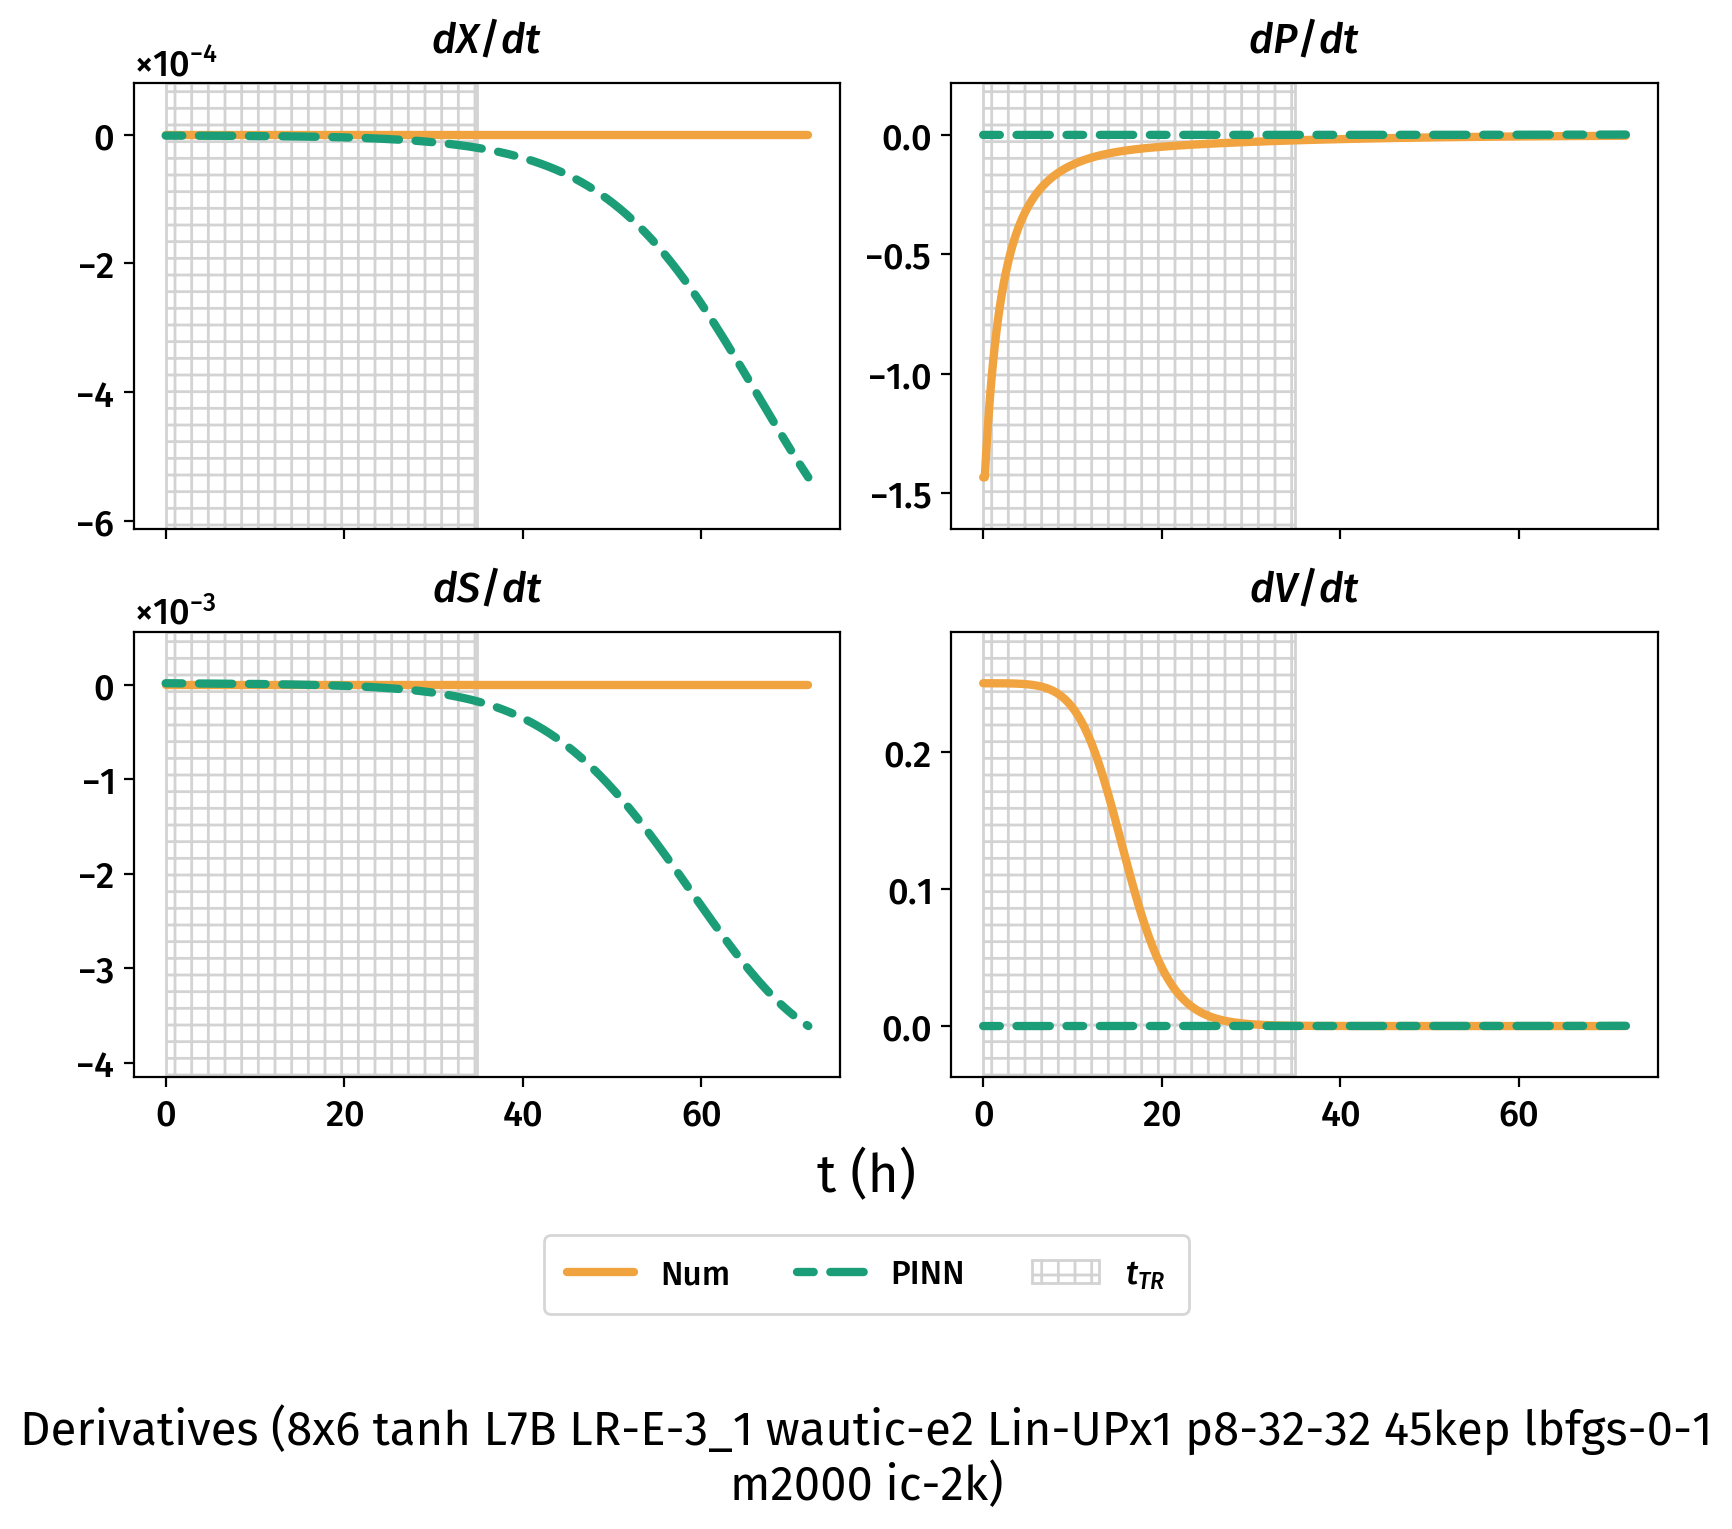 dX/dt
×10⁻⁴
0
−2
−4
−6
dP/dt
0.0
−0.5
−1.0
−1.5
dS/dt
×10⁻³
0
−1
−2
−3
−4
0 20 40 60
dV/dt
0.2
0.1
0.0
0 20 40 60
t (h)
Num PINN t_TR
Derivatives (8x6 tanh L7B LR-E-3_1 wautic-e2 Lin-UPx1 p8-32-32 45kep lbfgs-0-1
m2000 ic-2k)